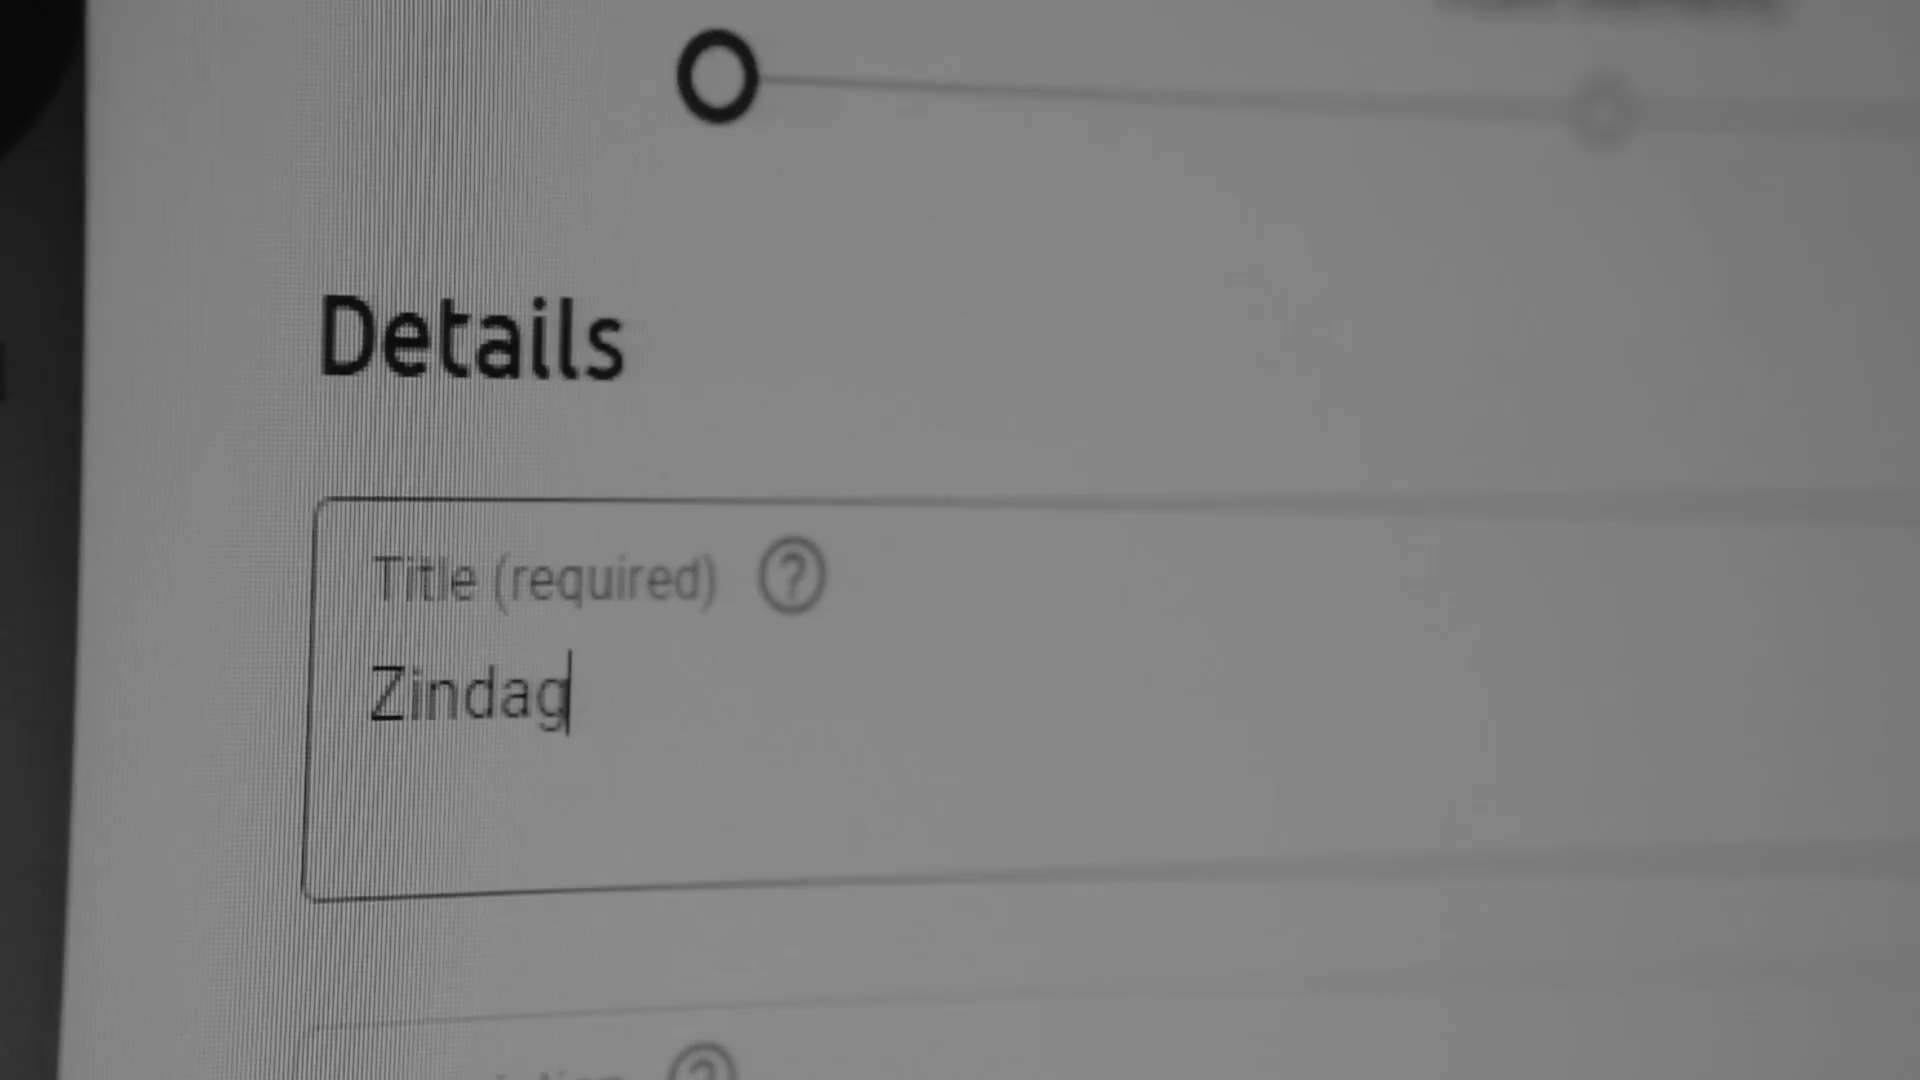 Details
Title (required) ?
Zindag